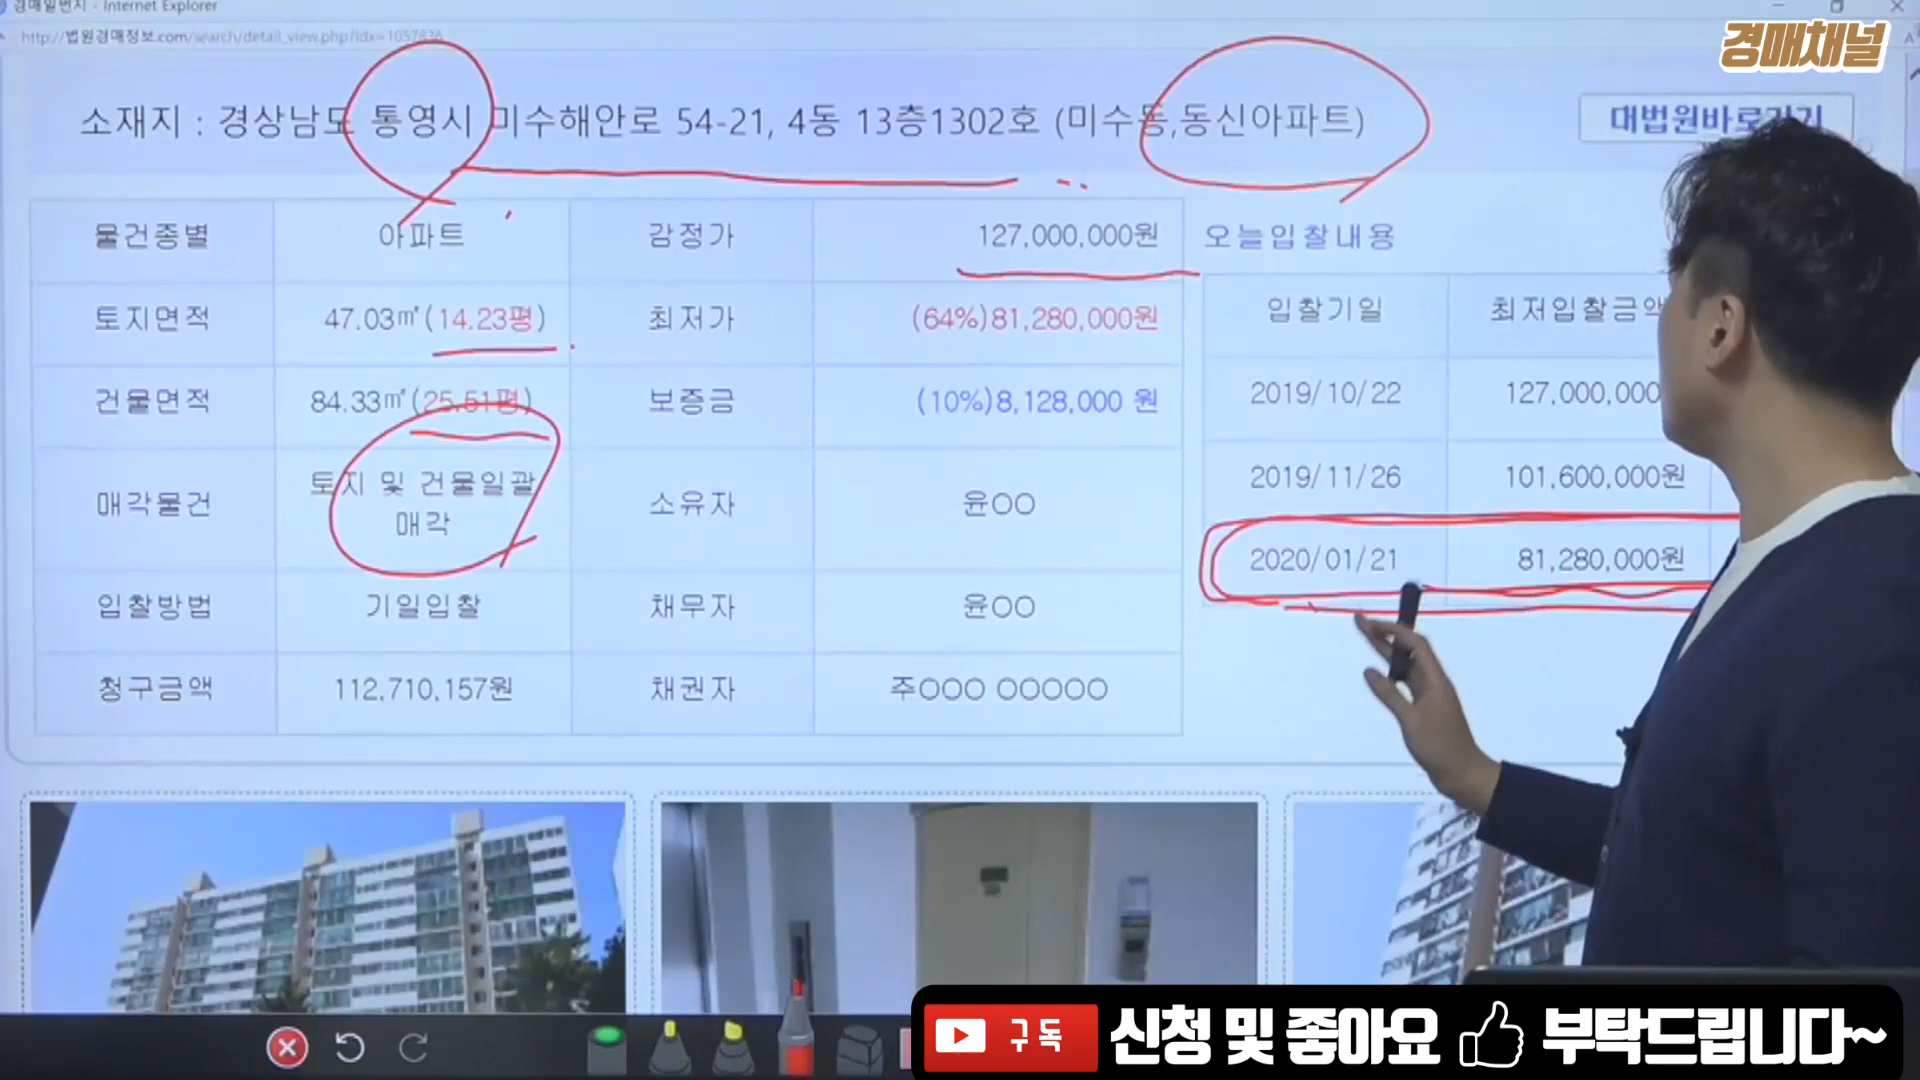 경매일번지 - Internet Explorer
http://법원경매정보.com/search/detail_view.php?idx=1057836
경매채널
소재지 : 경상남도 통영시 미수해안로 54-21, 4동 13층1302호 (미수동,동신아파트)
대법원바로가기
물건종별 아파트 감정가 127,000,000원
오늘입찰내용
토지면적 47.03㎡(14.23평) 최저가 (64%)81,280,000원
입찰기일 최저입찰금액
건물면적 84.33㎡(25.51평) 보증금 (10%)8,128,000 원
2019/10/22 127,000,000
매각물건 토지 및 건물일괄
매각 소유자 윤OO
2019/11/26 101,600,000원
2020/01/21 81,280,000원
입찰방법 기일입찰 채무자 윤OO
청구금액 112,710,157원 채권자 주OOO OOOOO
구독 신청 및 좋아요 부탁드립니다~